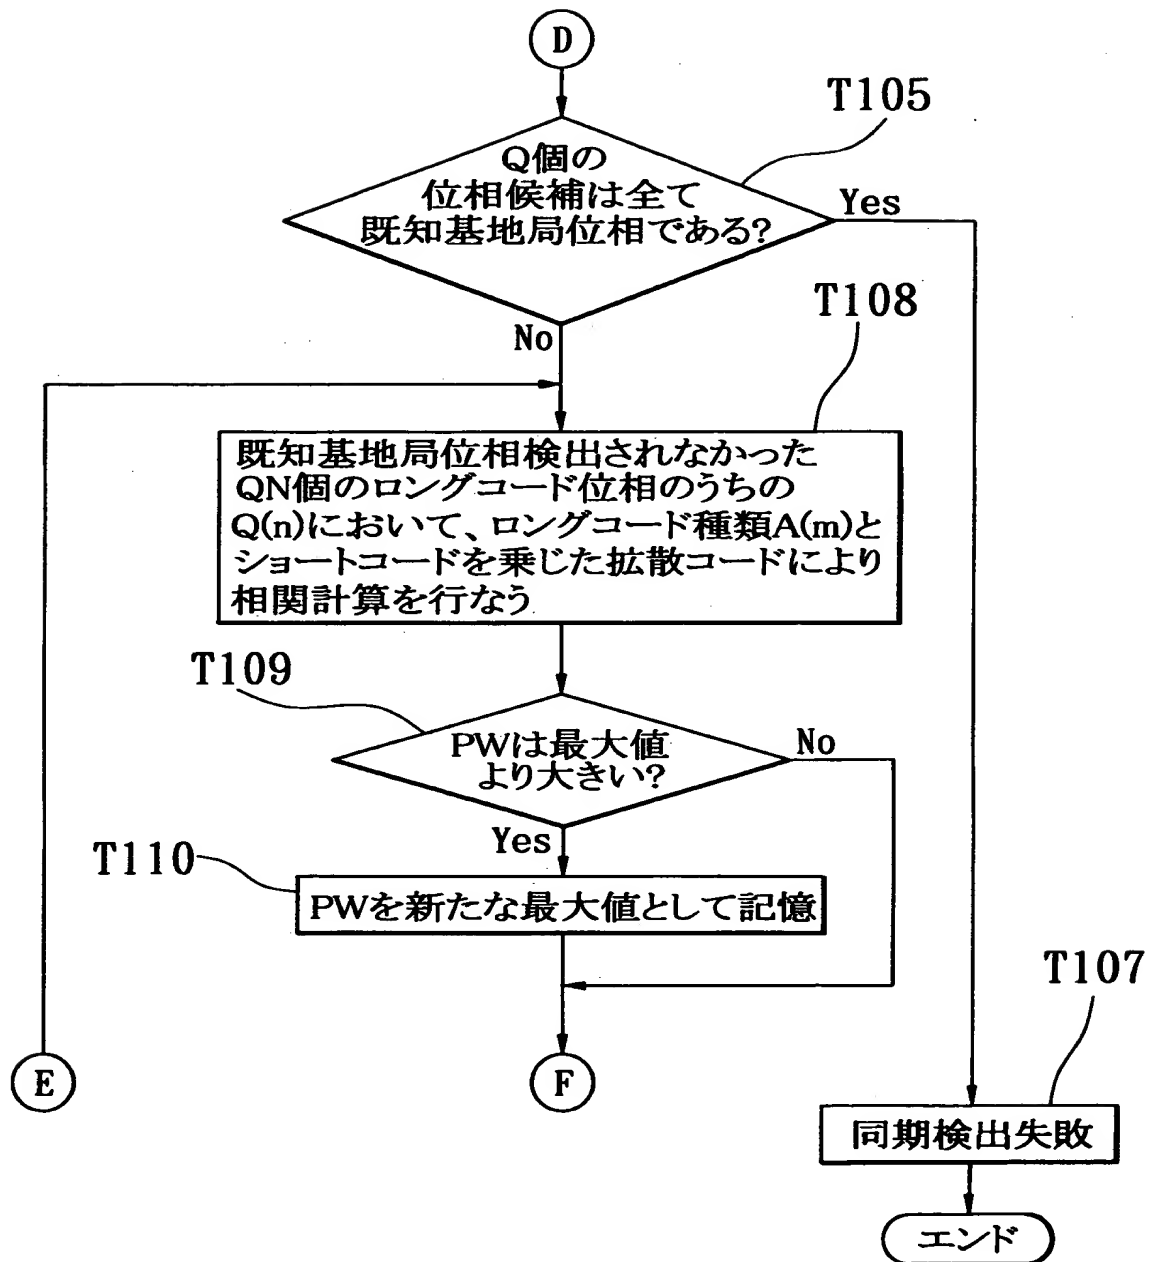 D
T105
Q個の
位相候補は全て
既知基地局位相である?
Yes
T108
No
既知基地局位相検出されなかった
QN個のロングコード位相のうちの
Q(n)において、ロングコード種類A(m)と
ショートコードを乗じた拡散コードにより
相関計算を行なう
T109
PWは最大値
より大きい?
No
Yes
T110
PWを新たな最大値として記憶
T107
E
F
同期検出失敗
エンド